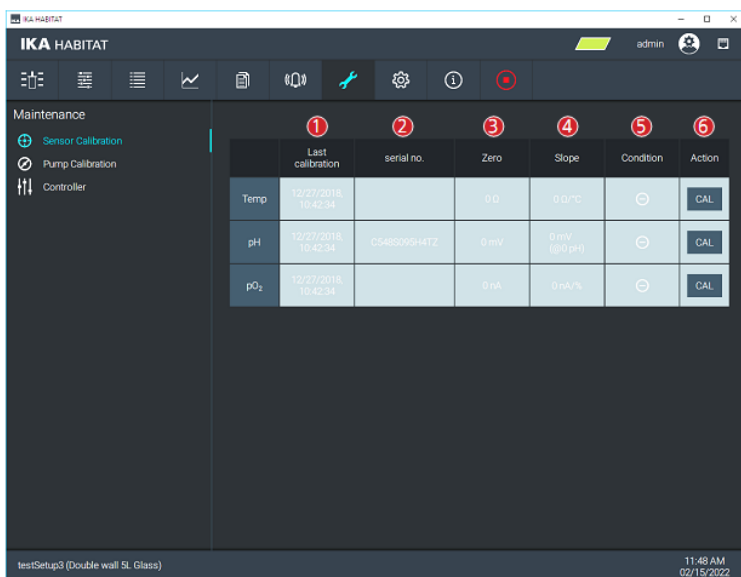 IKA HABITAT
IKA HABITAT
admin
Maintenance
Sensor Calibration
Pump Calibration
Controller
1 2 3 4 5 6
Last calibration serial no. Zero Slope Condition Action
Temp 12/27/2018, 10:42:34 0 Ω 0 Ω/°C CAL
pH 12/27/2018, 10:42:34 C548S095H4TZ 0 mV 0 mV (@0 pH) CAL
pO₂ 12/27/2018, 10:42:34 0 nA 0 nA/% CAL
testSetup3 (Double wall 5L Glass)
11:48 AM
02/15/2022